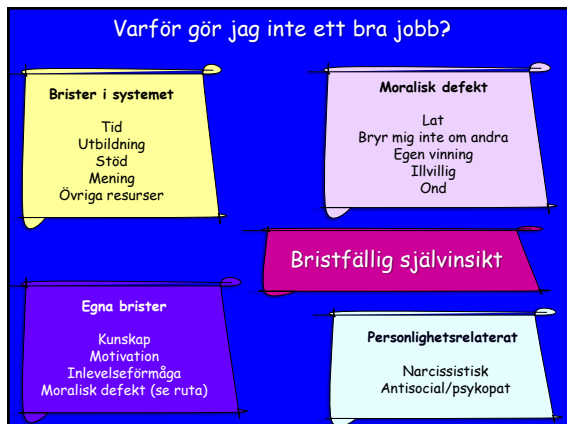 Varför gör jag inte ett bra jobb?
Brister i systemet
Tid
Utbildning
Stöd
Mening
Övriga resurser
Moralisk defekt
Lat
Bryr mig inte om andra
Egen vinning
Illvillig
Ond
Bristfällig självinsikt
Egna brister
Kunskap
Motivation
Inlevelseförmåga
Moralisk defekt (se ruta)
Personlighetsrelaterat
Narcissistisk
Antisocial/psykopat